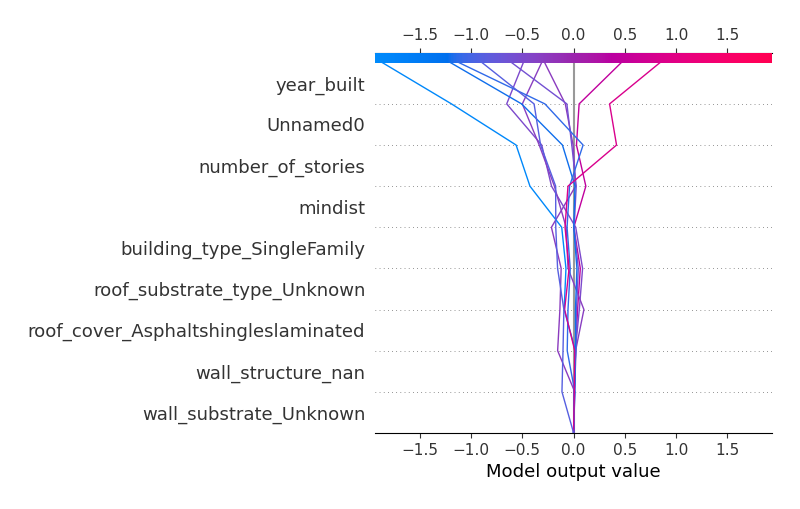 −1.5 −1.0 −0.5 0.0 0.5 1.0 1.5
year_built
Unnamed0
number_of_stories
mindist
building_type_SingleFamily
roof_substrate_type_Unknown
roof_cover_Asphaltshingleslaminated
wall_structure_nan
wall_substrate_Unknown
−1.5 −1.0 −0.5 0.0 0.5 1.0 1.5
Model output value